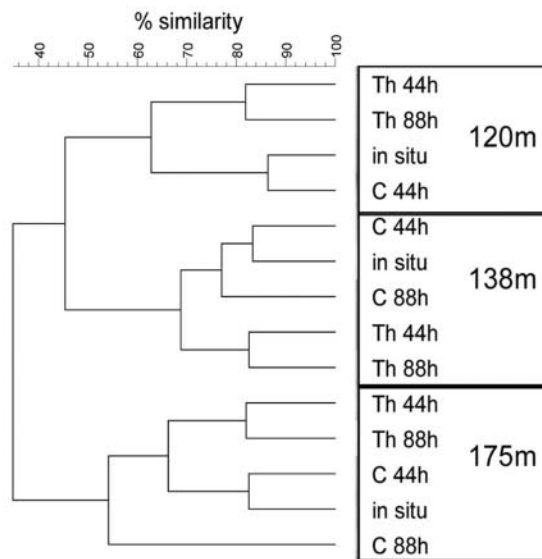 % similarity
40 50 60 70 80 90 100
Th 44h
Th 88h
in situ
C 44h
120m
C 44h
in situ
C 88h
Th 44h
Th 88h
138m
Th 44h
Th 88h
C 44h
in situ
C 88h
175m